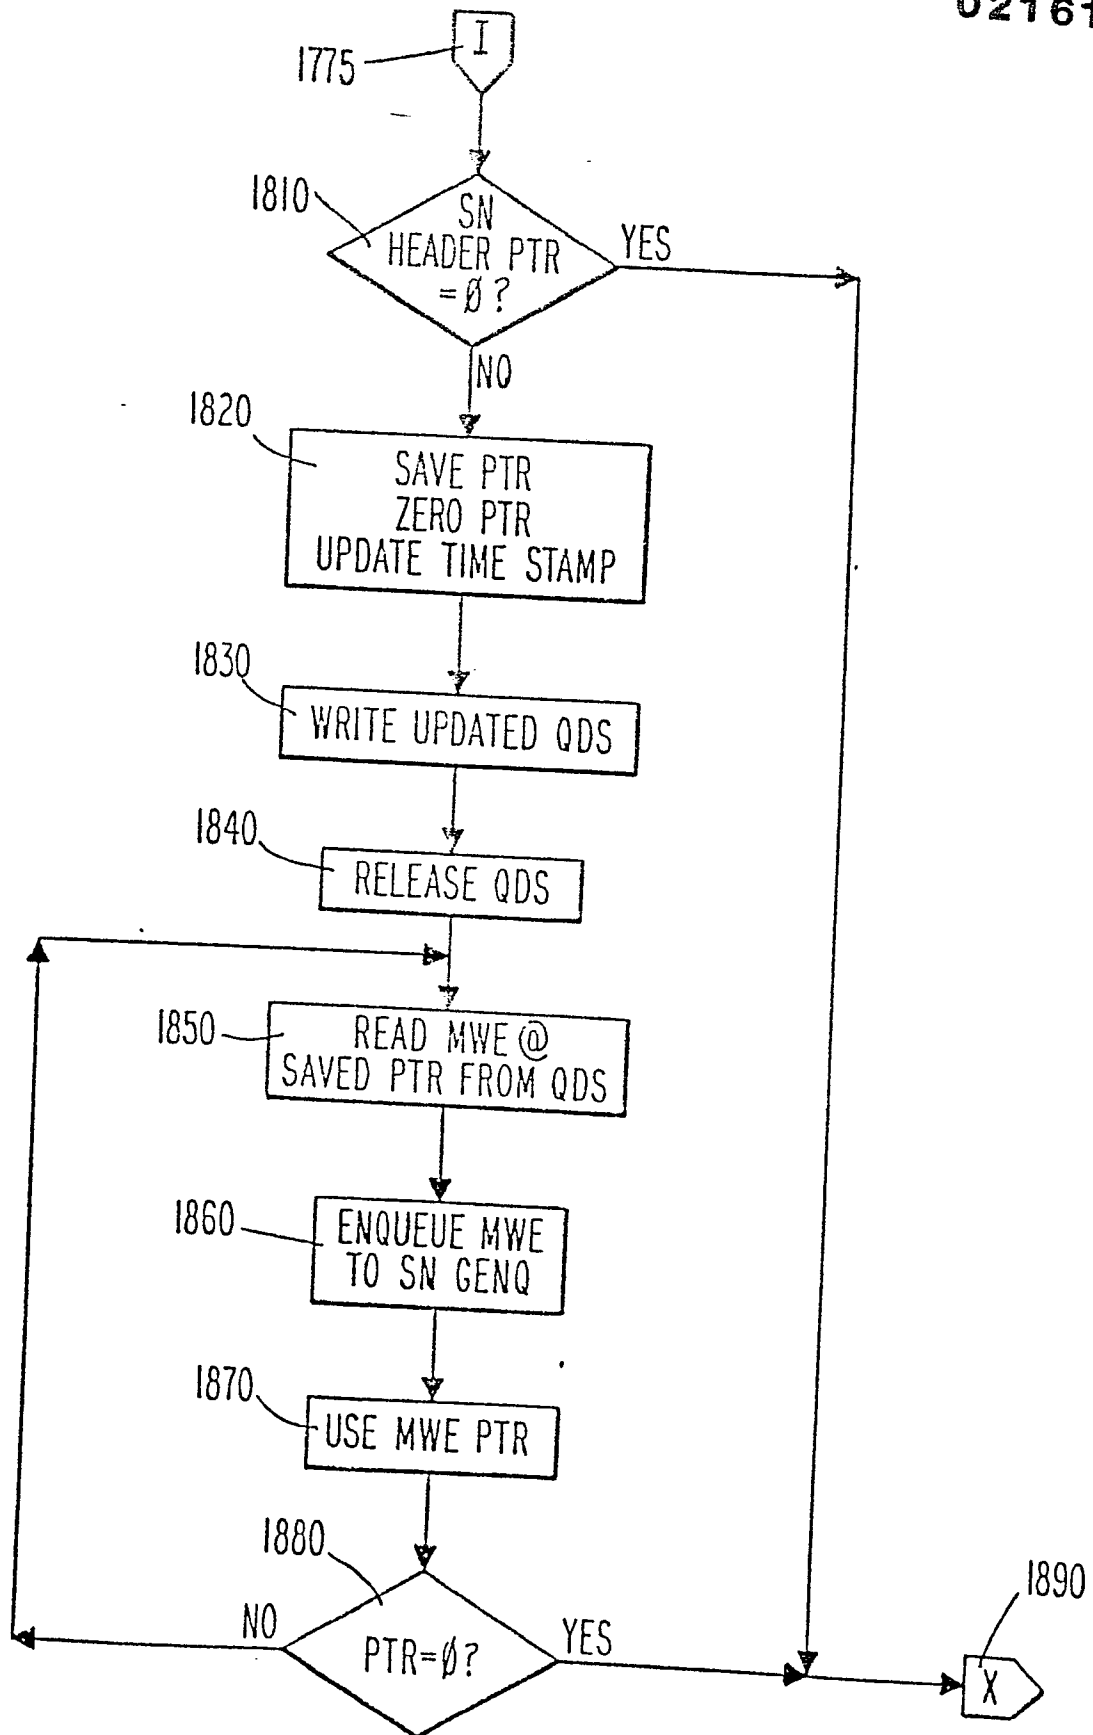 02161
I
1775
1810
SN
HEADER PTR
=Ø?
YES
NO
1820
SAVE PTR
ZERO PTR
UPDATE TIME STAMP
1830
WRITE UPDATED QDS
1840
RELEASE QDS
1850
READ MWE @
SAVED PTR FROM QDS
1860
ENQUEUE MWE
TO SN GENQ
1870
USE MWE PTR
1880
NO
PTR=Ø?
YES
1890
X